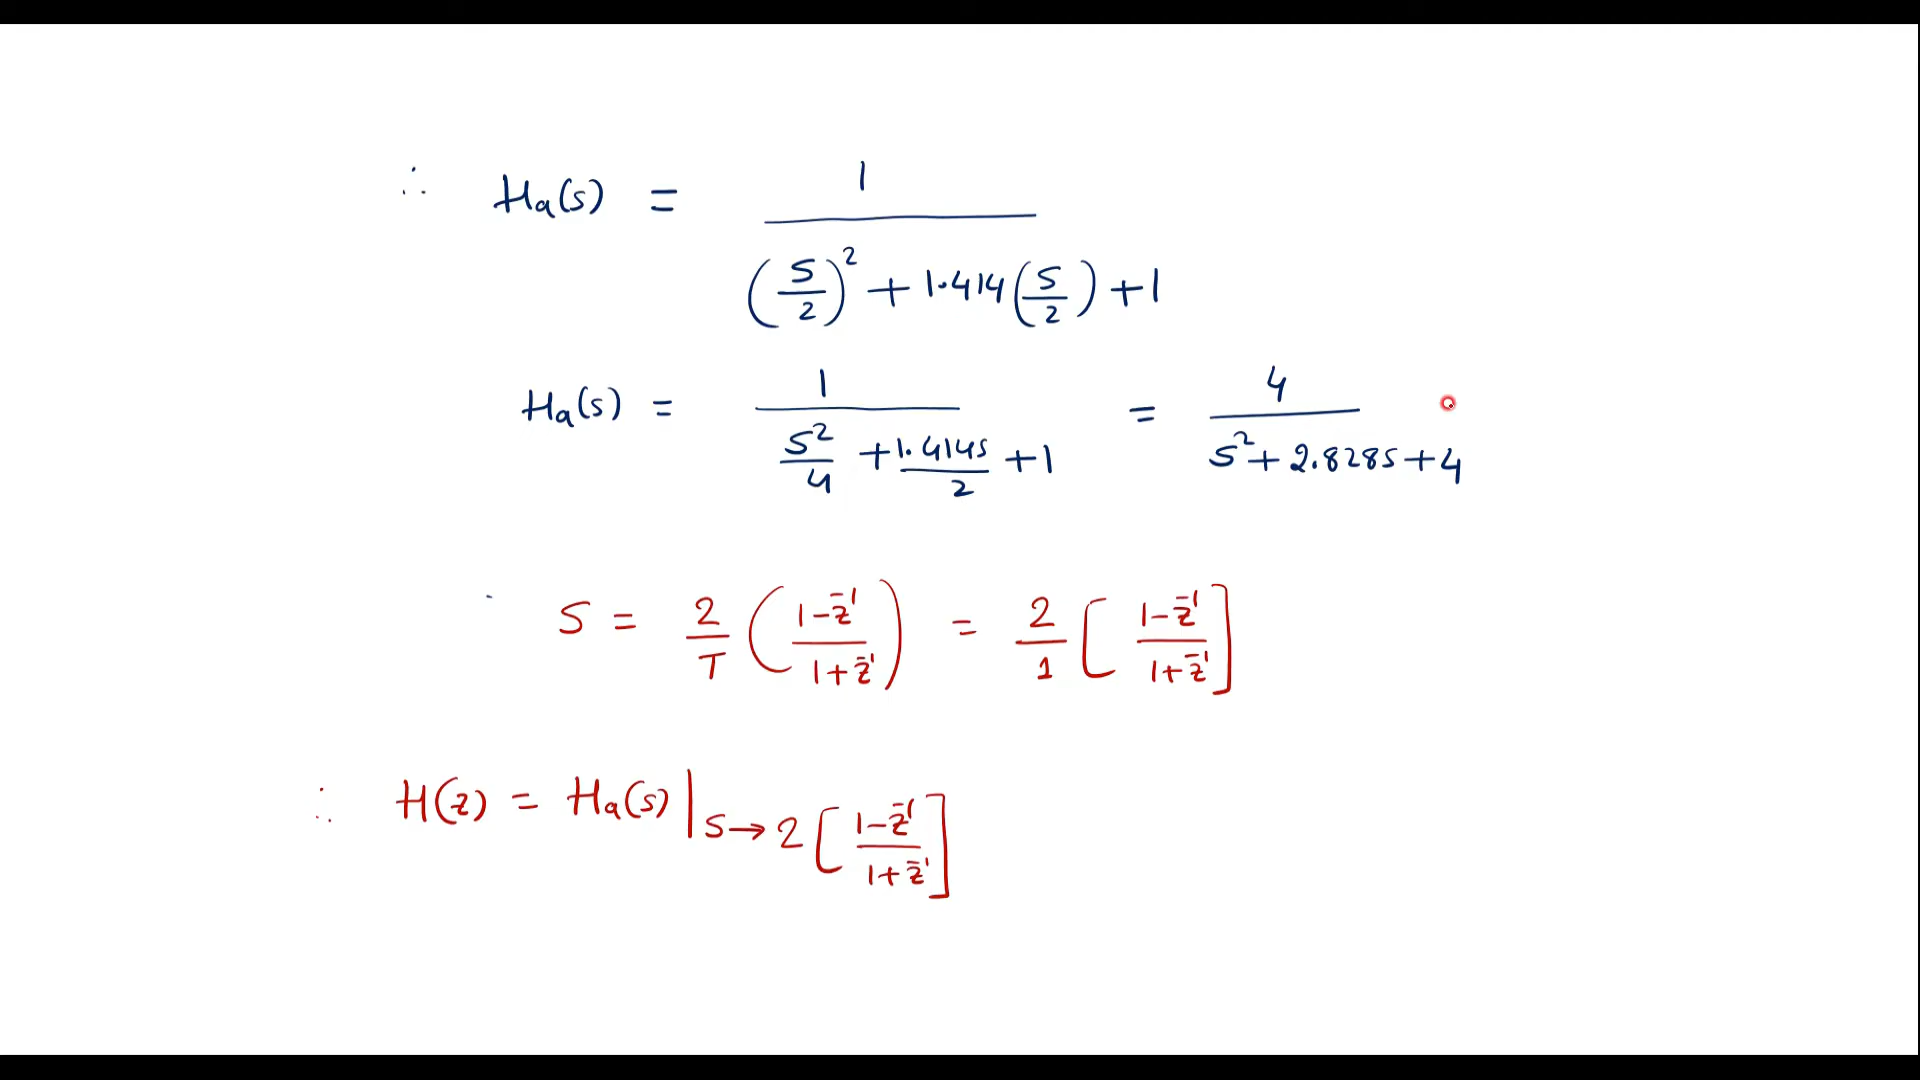 ∴ Ha(s) = 1 / ((s/2)² + 1.414(s/2) + 1)
Ha(s) = 1 / (s²/4 + 1.414s/2 + 1) = 4 / (s² + 2.828s + 4)
S = 2/T ((1-z⁻¹)/(1+z⁻¹)) = 2/1 [(1-z⁻¹)/(1+z⁻¹)]
∴ H(z) = Ha(s)|s→2[(1-z⁻¹)/(1+z⁻¹)]